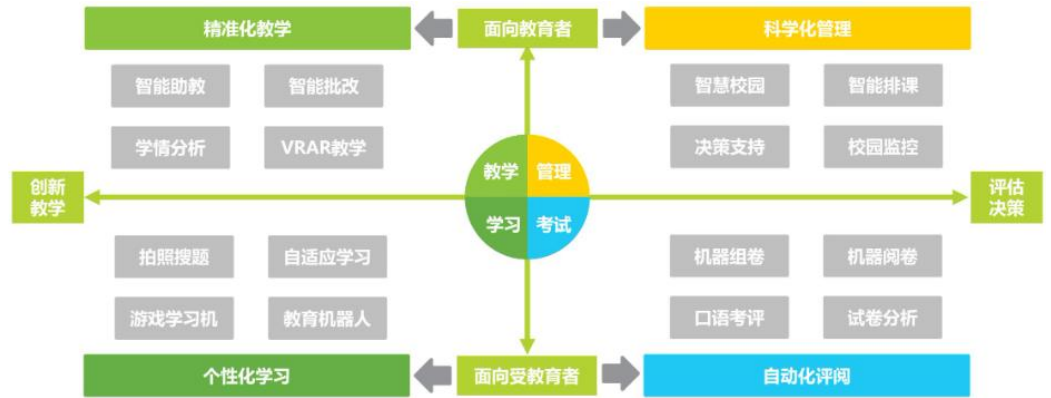 精准化教学
面向教育者
科学化管理
智能助教
智能批改
智慧校园
智能排课
学情分析
VRAR教学
决策支持
校园监控
教学
管理
创新
教学
评估
决策
学习
考试
拍照搜题
自适应学习
机器组卷
机器阅卷
游戏学习机
教育机器人
口语考评
试卷分析
个性化学习
面向受教育者
自动化评阅